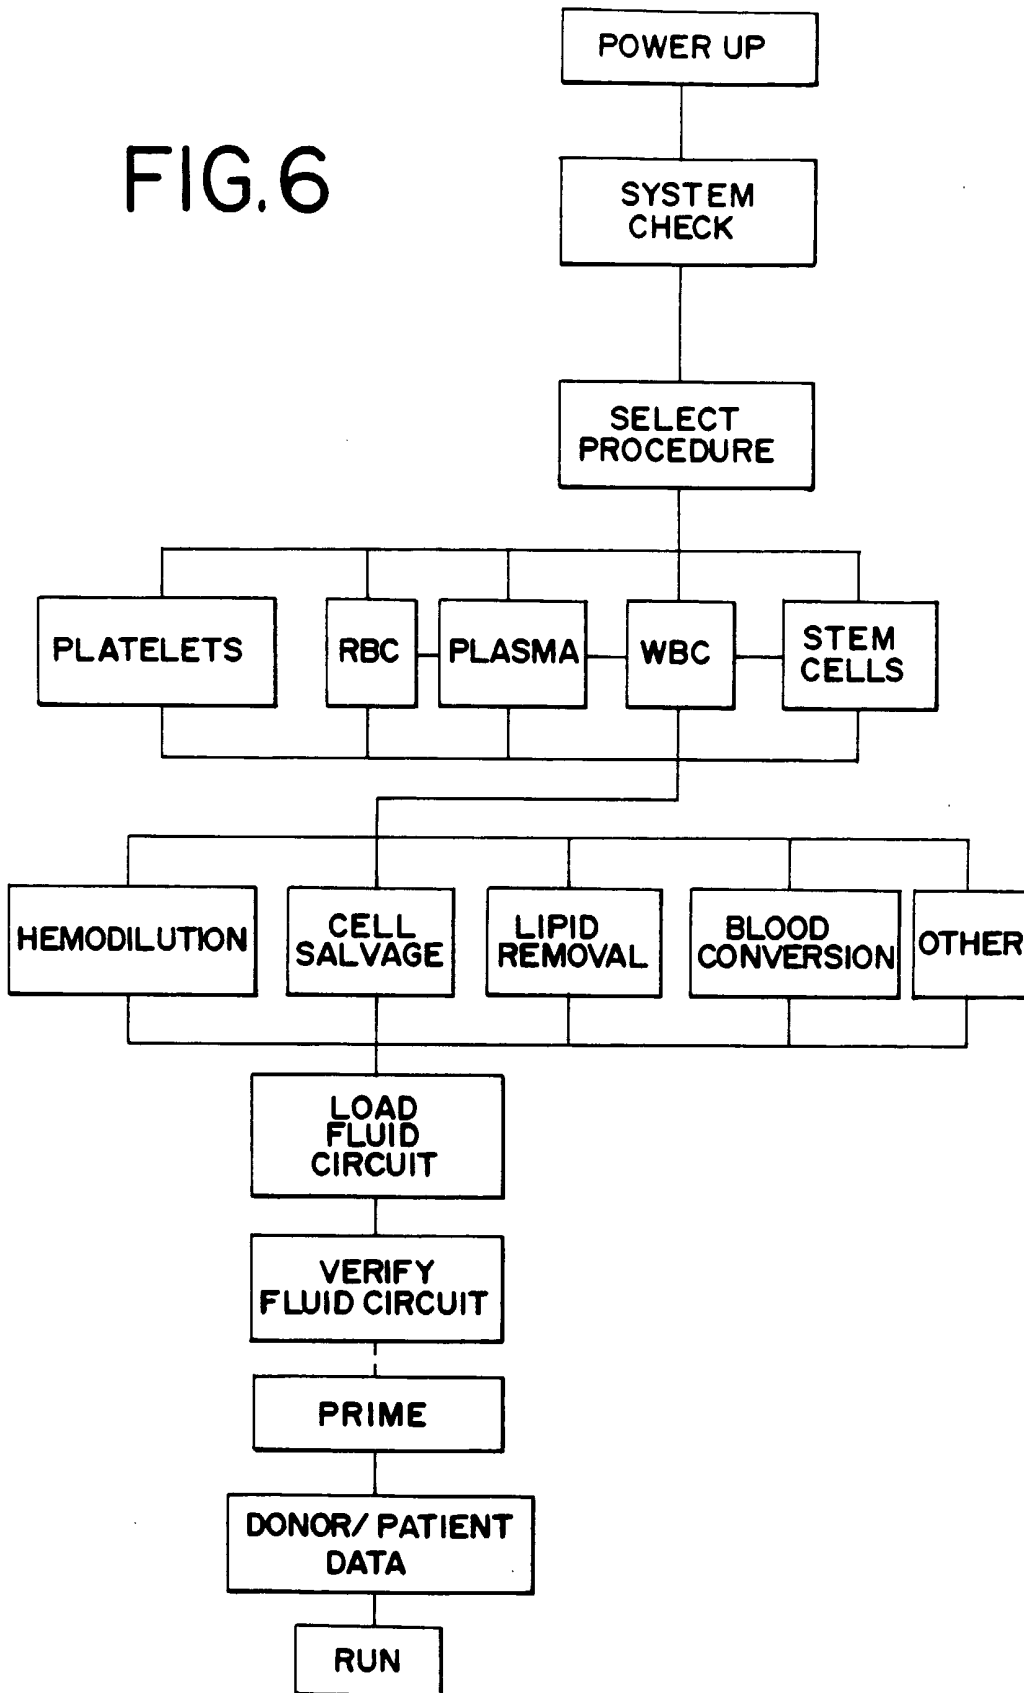 POWER UP
FIG.6
SYSTEM
CHECK
SELECT
PROCEDURE
PLATELETS
RBC
PLASMA
WBC
STEM
CELLS
HEMODILUTION
CELL
SALVAGE
LIPID
REMOVAL
BLOOD
CONVERSION
OTHER
LOAD
FLUID
CIRCUIT
VERIFY
FLUID CIRCUIT
PRIME
DONOR/ PATIENT
DATA
RUN